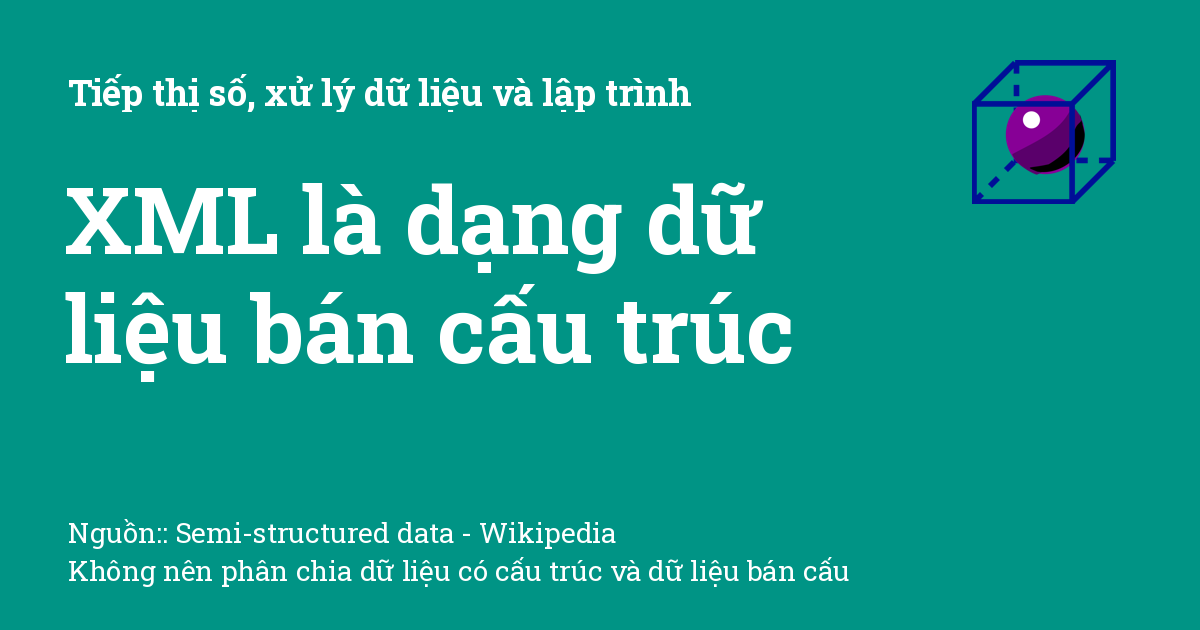 Tiếp thị số, xử lý dữ liệu và lập trình
XML là dạng dữ
liệu bán cấu trúc
Nguồn:: Semi-structured data - Wikipedia
Không nên phân chia dữ liệu có cấu trúc và dữ liệu bán cấu